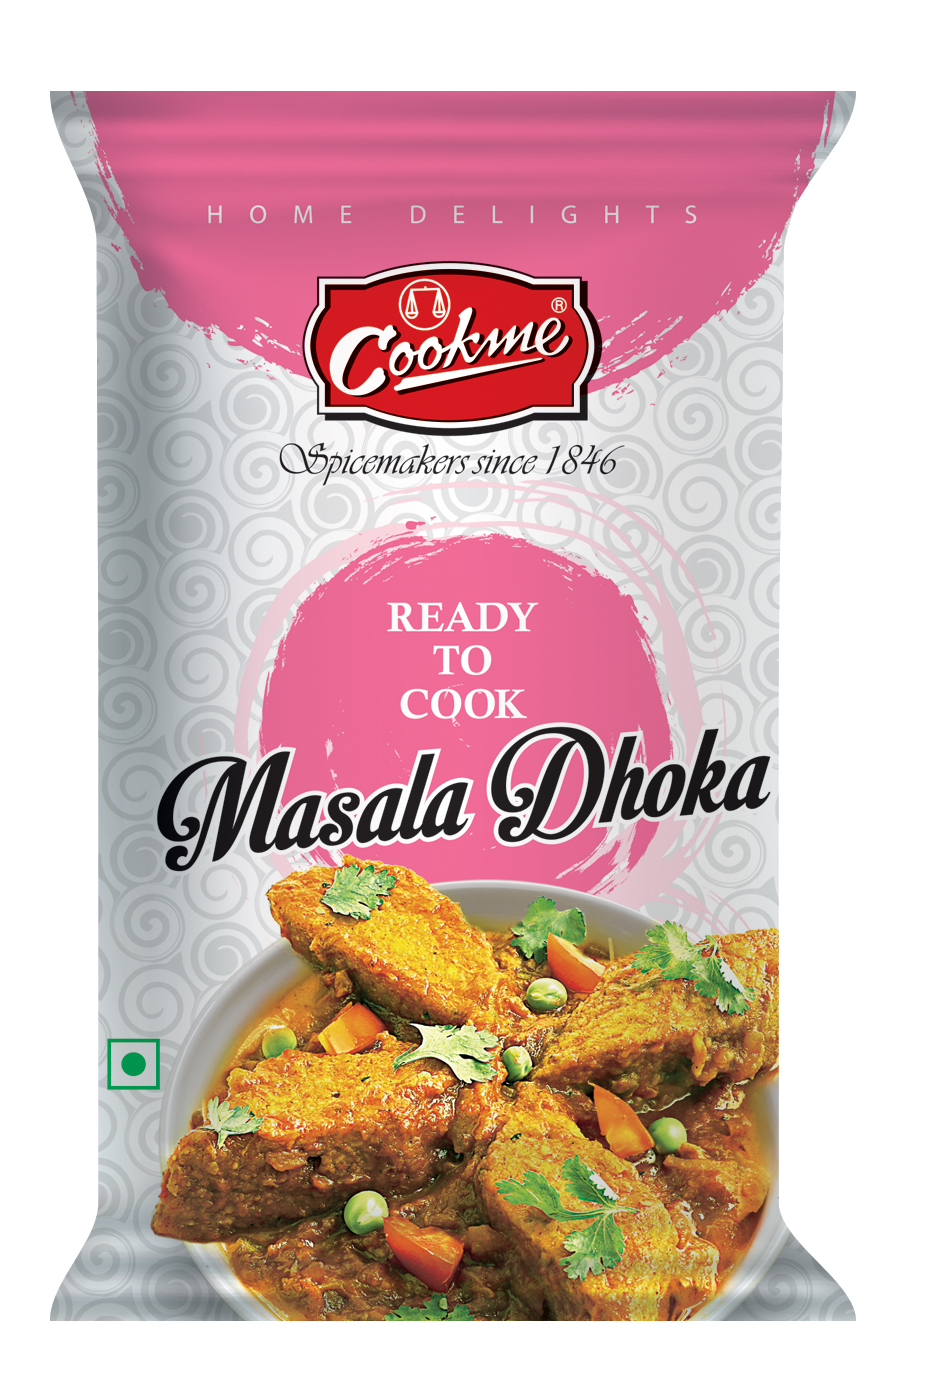 HOME DELIGHTS
Cookme®
Spicemakers since 1846
READY
TO
COOK
Masala Dhoka